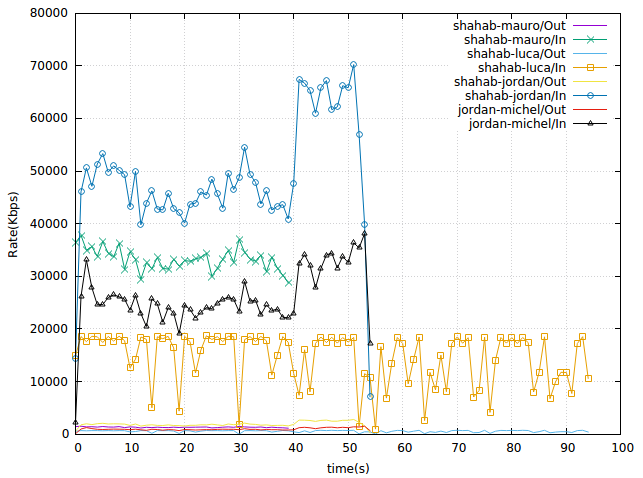 80000
70000
60000
50000
40000
30000
20000
10000
0
Rate(Kbps)
shahab-mauro/Out
shahab-mauro/In
shahab-luca/Out
shahab-luca/In
shahab-jordan/Out
shahab-jordan/In
jordan-michel/Out
jordan-michel/In
0 10 20 30 40 50 60 70 80 90 100
time(s)